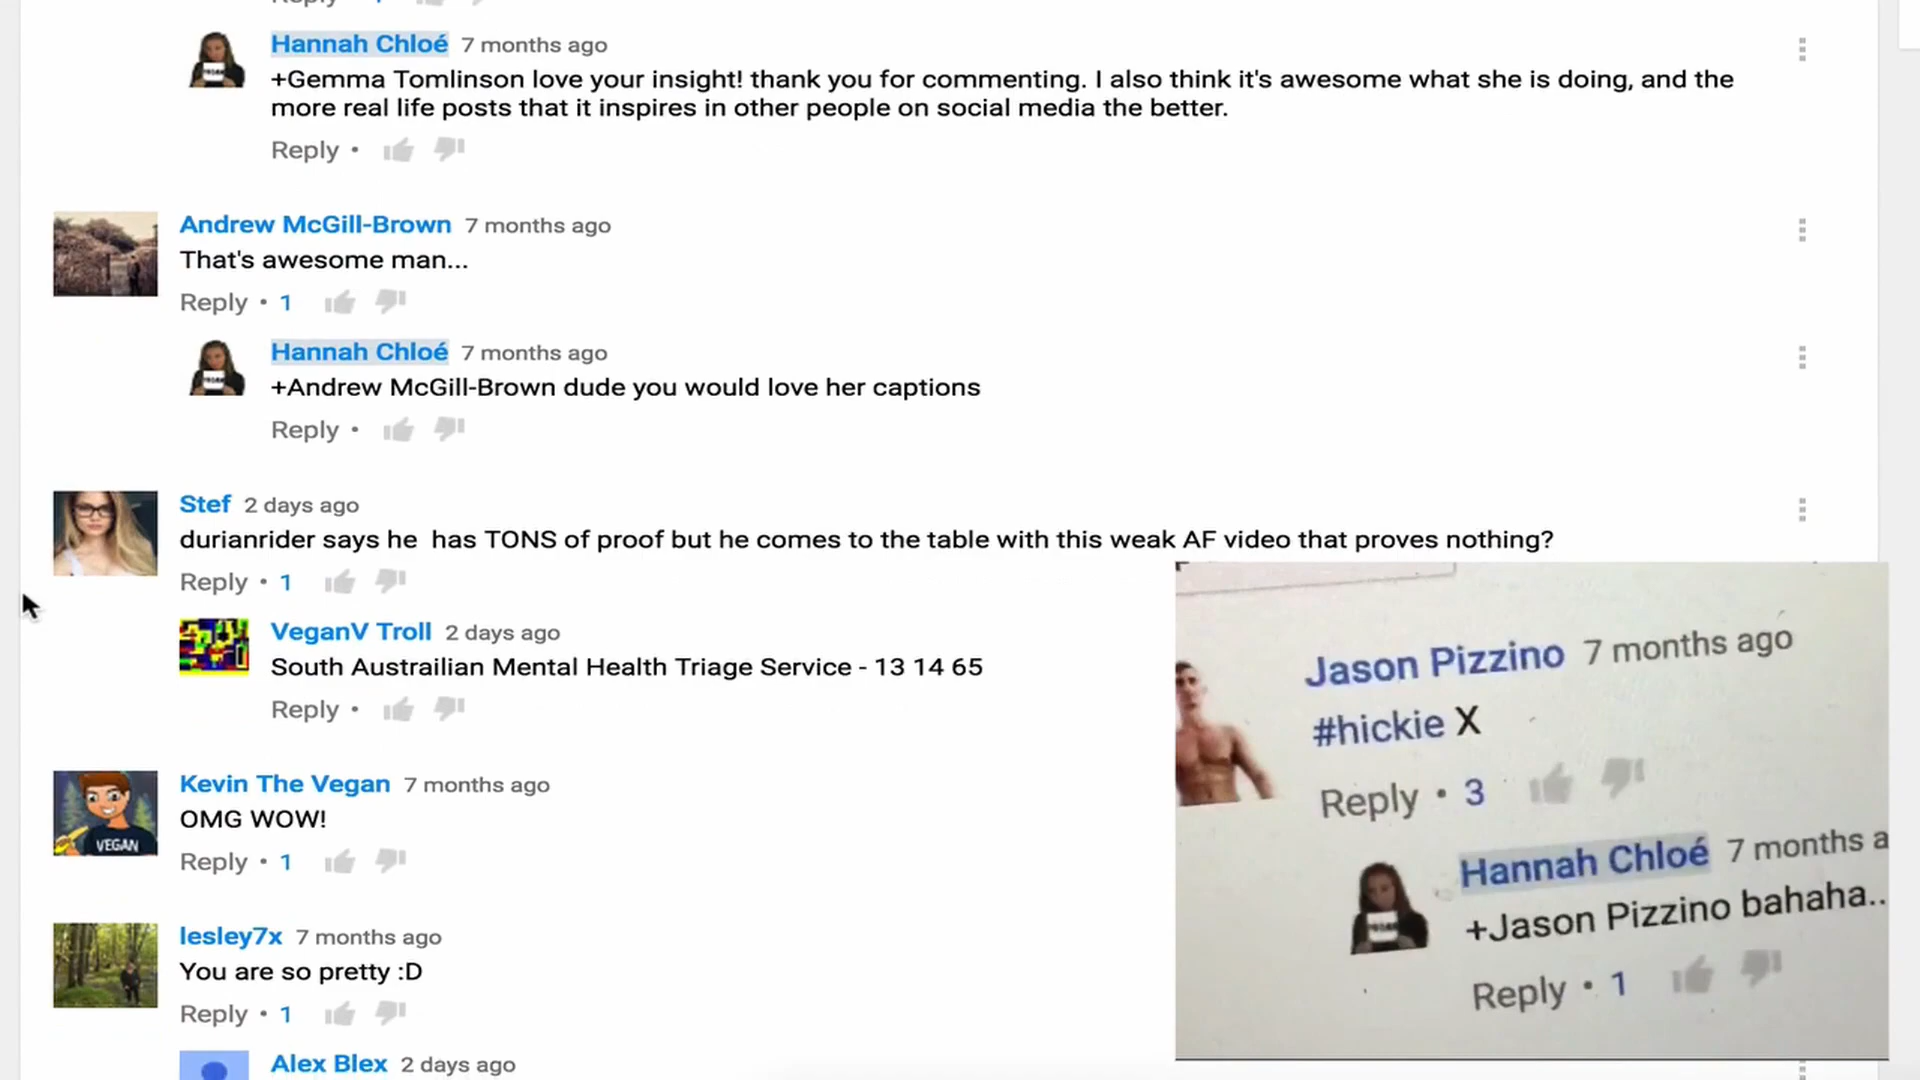 Reply
Hannah Chloé 7 months ago
+Gemma Tomlinson love your insight! thank you for commenting. I also think it's awesome what she is doing, and the
more real life posts that it inspires in other people on social media the better.
Reply •
Andrew McGill-Brown 7 months ago
That's awesome man...
Reply • 1
Hannah Chloé 7 months ago
+Andrew McGill-Brown dude you would love her captions
Reply •
Stef 2 days ago
durianrider says he has TONS of proof but he comes to the table with this weak AF video that proves nothing?
Reply • 1
VeganV Troll 2 days ago
South Austrailian Mental Health Triage Service - 13 14 65
Reply •
Kevin The Vegan 7 months ago
OMG WOW!
VEGAN
Reply • 1
lesley7x 7 months ago
You are so pretty :D
Reply • 1
Alex Blex 2 days ago
Jason Pizzino 7 months ago
#hickie X
Reply • 3
Hannah Chloé 7 months a
+Jason Pizzino bahaha..
Reply • 1